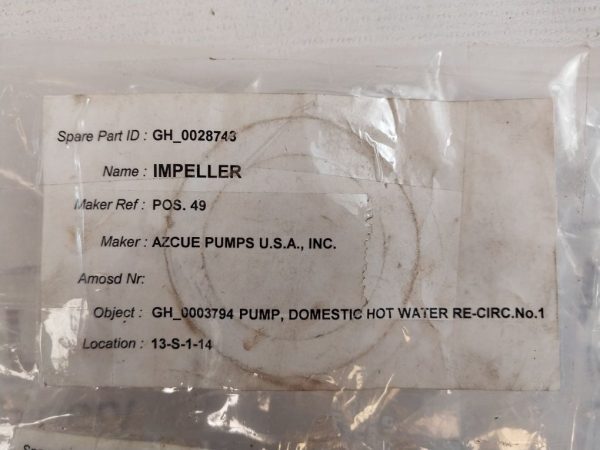 Spare Part ID : GH_0028743
Name : IMPELLER
Maker Ref : POS. 49
Maker : AZCUE PUMPS U.S.A., INC.
Amosd Nr:
Object : GH_0003794 PUMP, DOMESTIC HOT WATER RE-CIRC.No.1
Location : 13-S-1-14